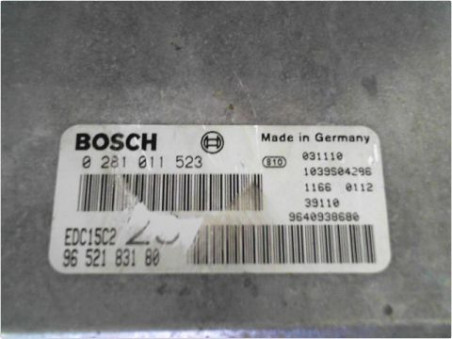 BOSCH
Made in Germany
0 281 011 523
031110
1039S04296
1166 0112
39110
9640938680
EDC15C2
96 521 831 80